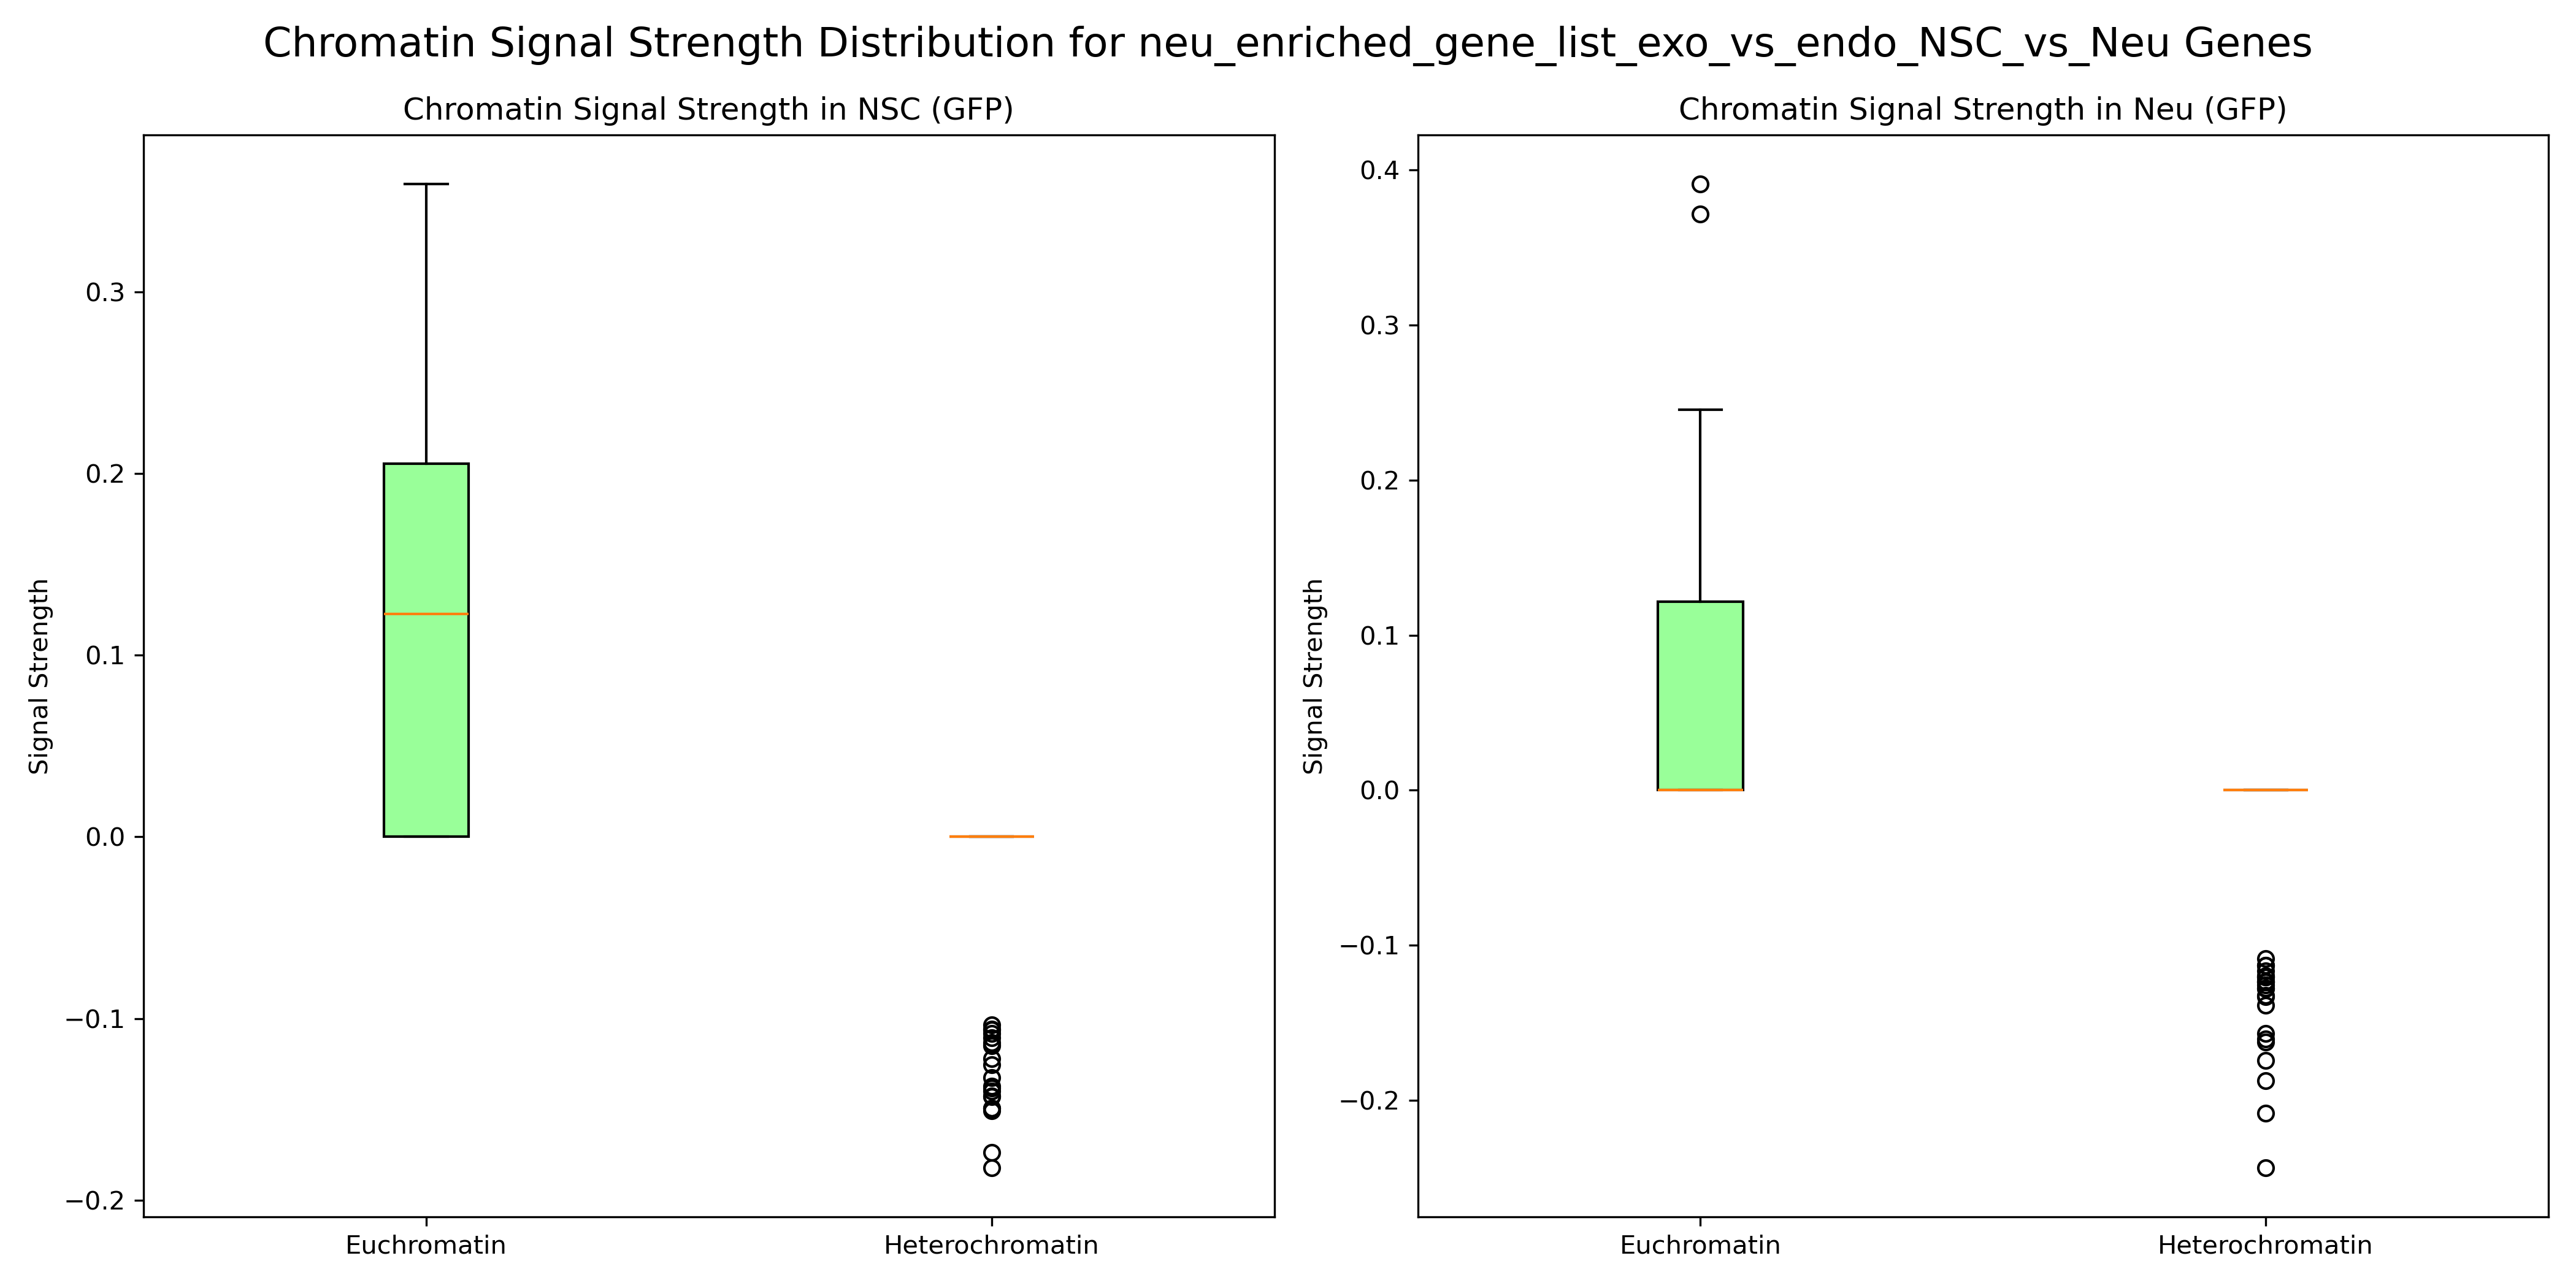 Chromatin Signal Strength Distribution for neu_enriched_gene_list_exo_vs_endo_NSC_vs_Neu Genes
Chromatin Signal Strength in NSC (GFP)
Signal Strength
0.3
0.2
0.1
0.0
−0.1
−0.2
Euchromatin
Heterochromatin
Chromatin Signal Strength in Neu (GFP)
Signal Strength
0.4
0.3
0.2
0.1
0.0
−0.1
−0.2
Euchromatin
Heterochromatin